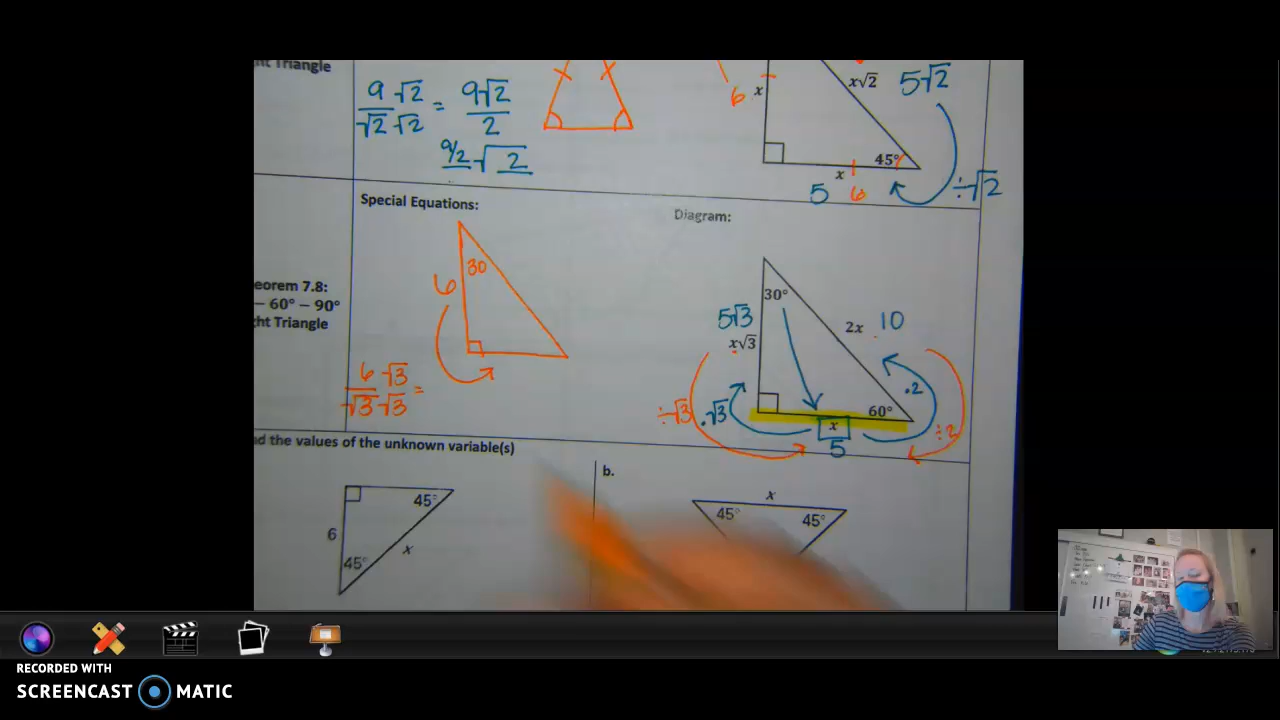 ht Triangle
9 √2 = 9√2
√2 √2 2
9/2 √2
6 x
x√2 5√2
45°
x
5 6
÷√2
Special Equations:
Diagram:
eorem 7.8:
– 60° – 90°
ht Triangle
30
6
6 √3 =
√3 √3
30°
5√3
x√3
2x 10
60°
÷√3 .√3
.2
÷2
x
5
d the values of the unknown variable(s)
45°
6
45°
x
b.
x
45° 45°
RECORDED WITH
SCREENCAST MATIC